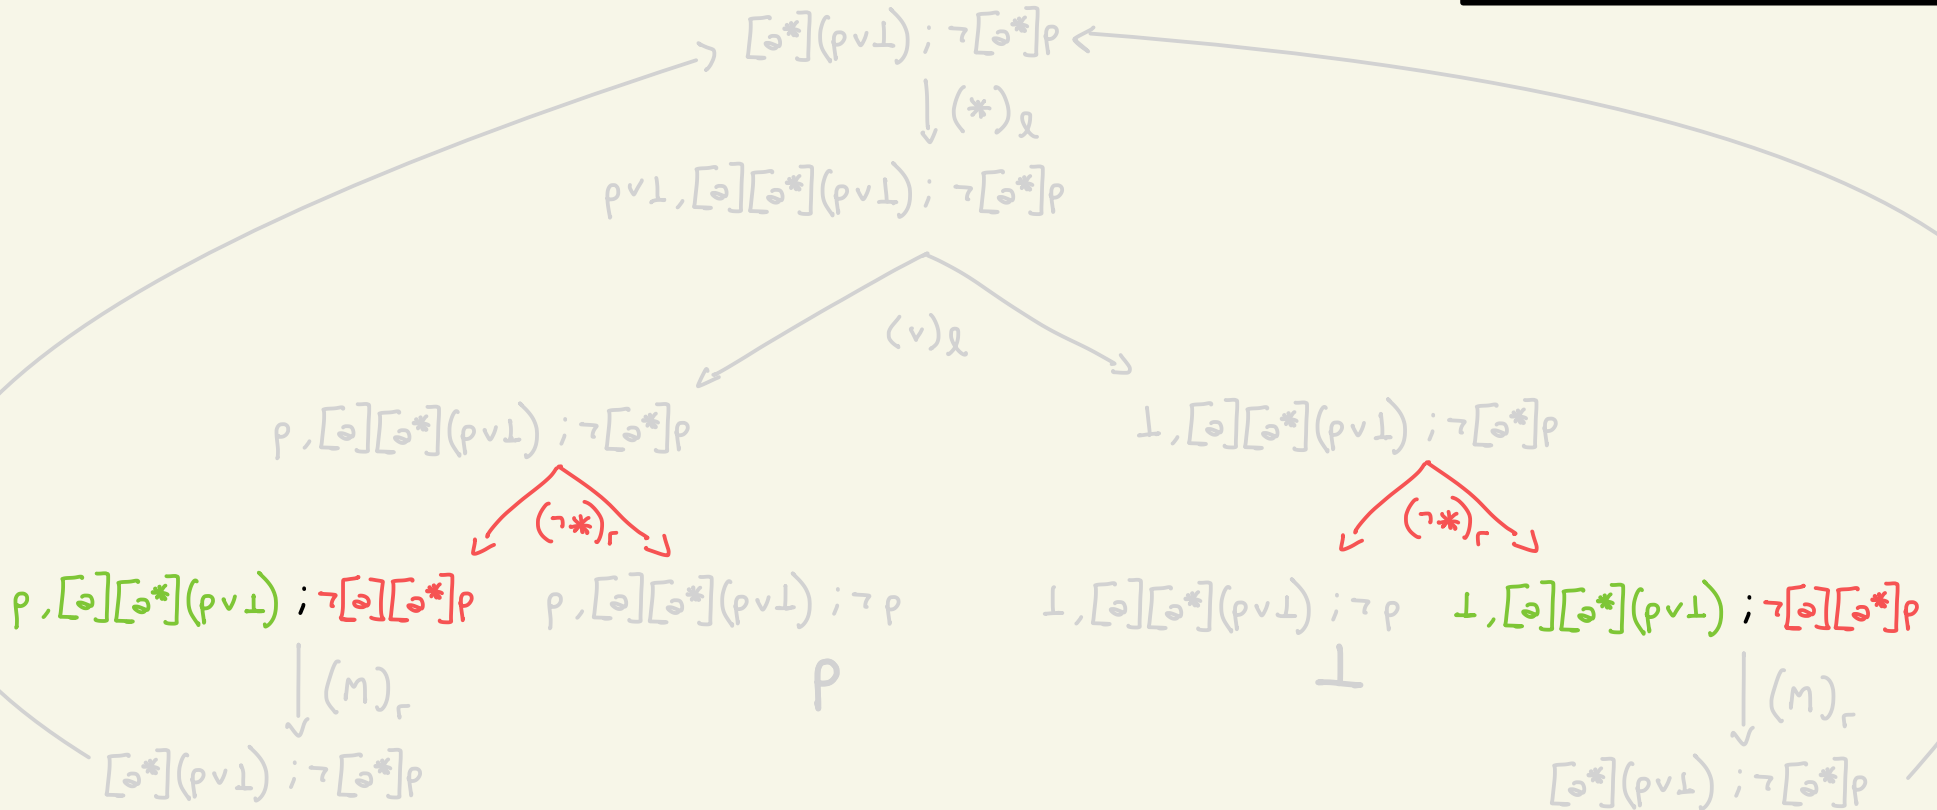 [a*](p∨⊥) ; ¬[a*]p
(*)ₗ
p∨⊥, [a][a*](p∨⊥) ; ¬[a*]p
(∨)ₗ
p, [a][a*](p∨⊥) ; ¬[a*]p
⊥, [a][a*](p∨⊥) ; ¬[a*]p
(¬*)ᵣ
(¬*)ᵣ
p, [a][a*](p∨⊥) ; ¬[a][a*]p
p, [a][a*](p∨⊥) ; ¬p
⊥, [a][a*](p∨⊥) ; ¬p
⊥, [a][a*](p∨⊥) ; ¬[a][a*]p
(M)ᵣ
p
⊥
(M)ᵣ
[a*](p∨⊥) ; ¬[a*]p
[a*](p∨⊥) ; ¬[a*]p